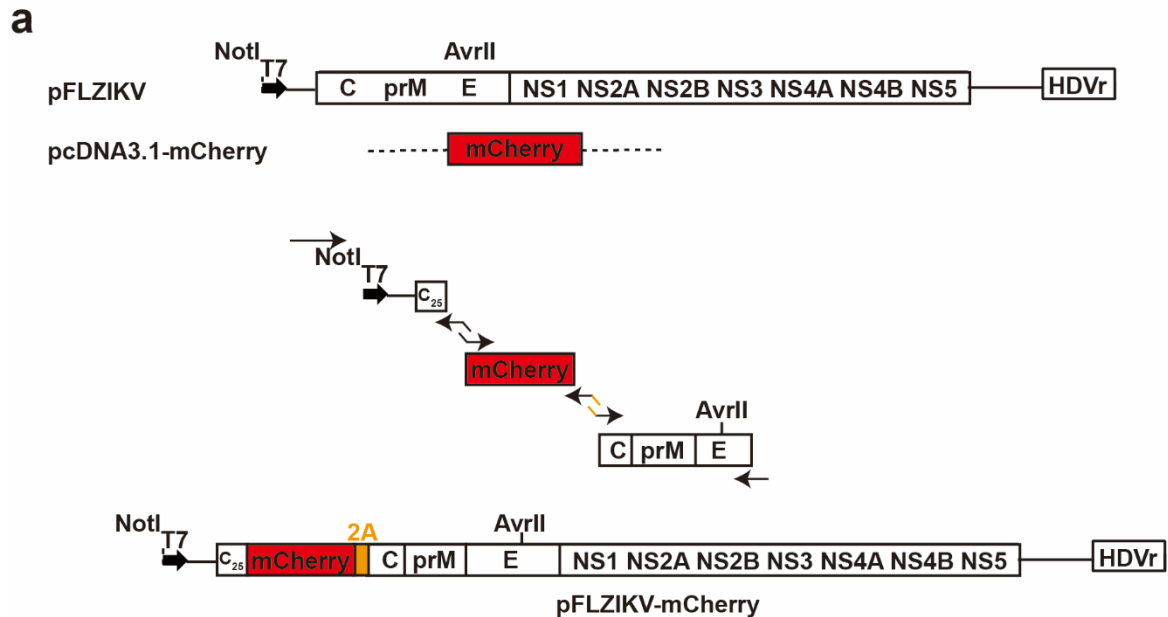 a
NotI T7 AvrII
pFLZIKV C prM E NS1 NS2A NS2B NS3 NS4A NS4B NS5 HDVr
pcDNA3.1-mCherry mCherry
NotI T7
C25
mCherry
AvrII
C prM E
NotI T7 2A AvrII
C25 mCherry C prM E NS1 NS2A NS2B NS3 NS4A NS4B NS5 HDVr
pFLZIKV-mCherry